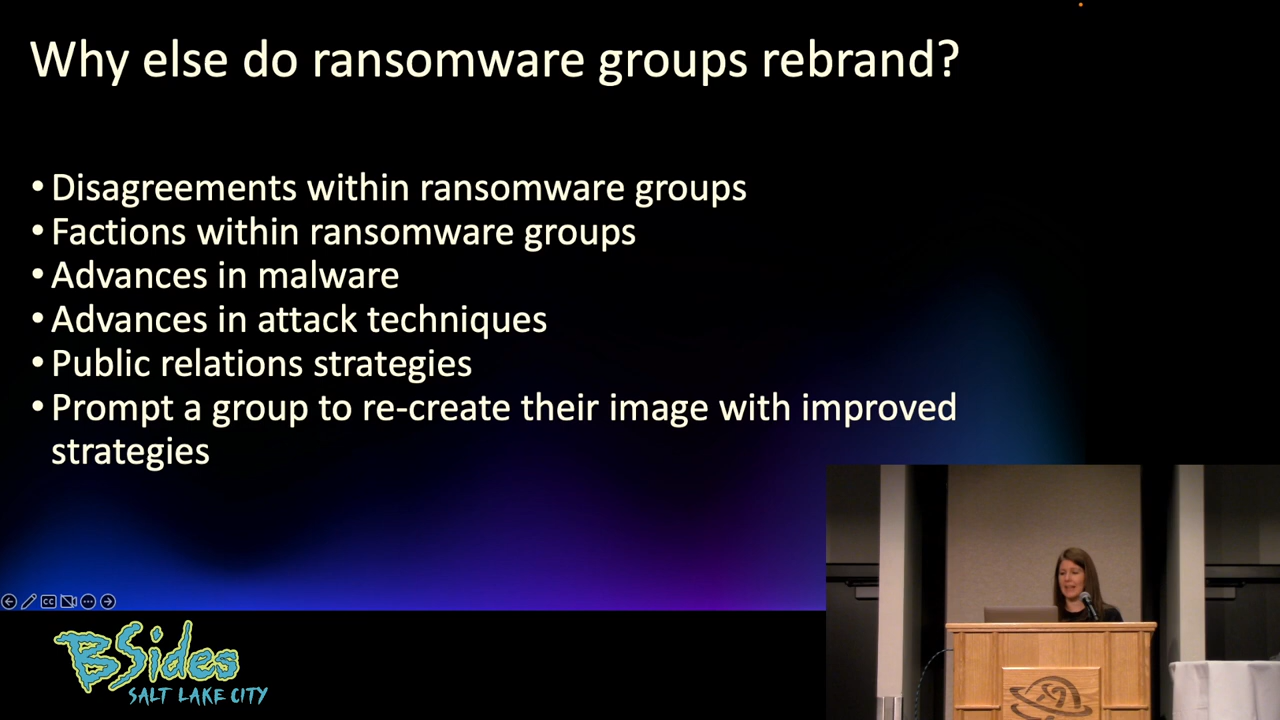 Why else do ransomware groups rebrand?
• Disagreements within ransomware groups
• Factions within ransomware groups
• Advances in malware
• Advances in attack techniques
• Public relations strategies
• Prompt a group to re-create their image with improved
strategies
CC
BSides
SALT LAKE CITY